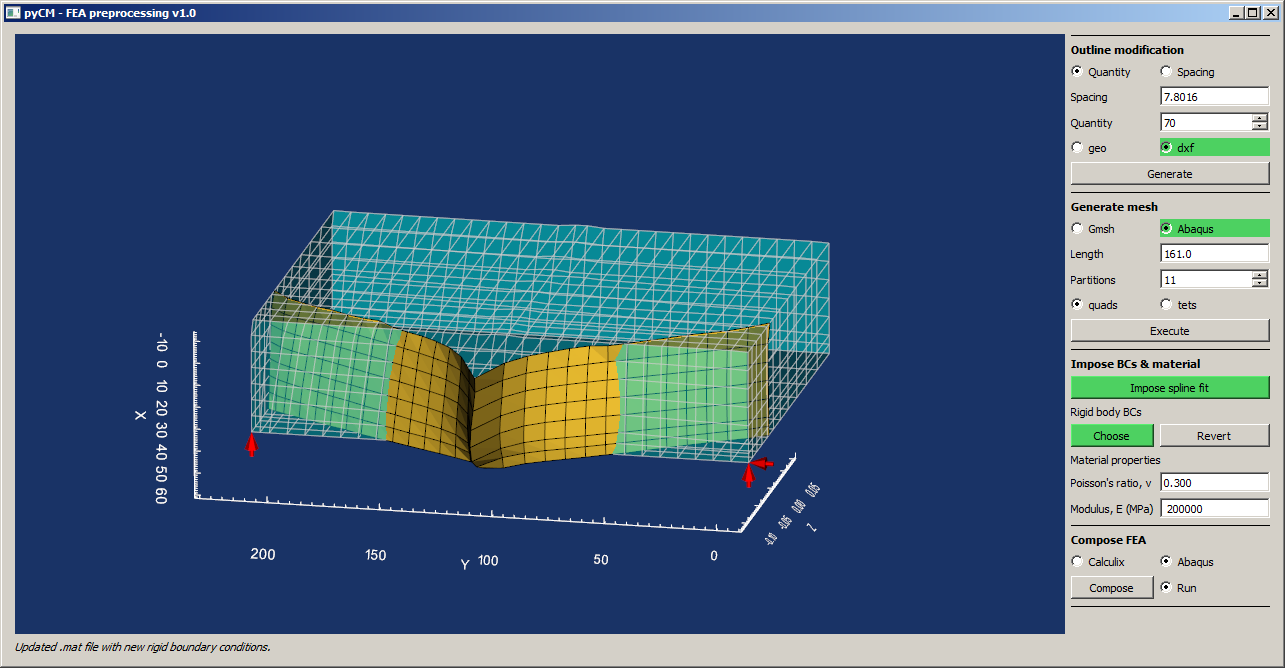 pyCM - FEA preprocessing v1.0
Outline modification
Quantity Spacing
Spacing 7.8016
Quantity 70
geo dxf
Generate
Generate mesh
Gmsh Abaqus
Length 161.0
Partitions 11
quads tets
Execute
Impose BCs & material
Impose spline fit
Rigid body BCs
Choose Revert
Material properties
Poisson's ratio, ν 0.300
Modulus, E (MPa) 200000
Compose FEA
Calculix Abaqus
Compose Run
-10 0 10 20 30 40 50 60
X
200 150 100 50 0
Y
-0.10 -0.05 0.00 0.05
Z
Updated .mat file with new rigid boundary conditions.